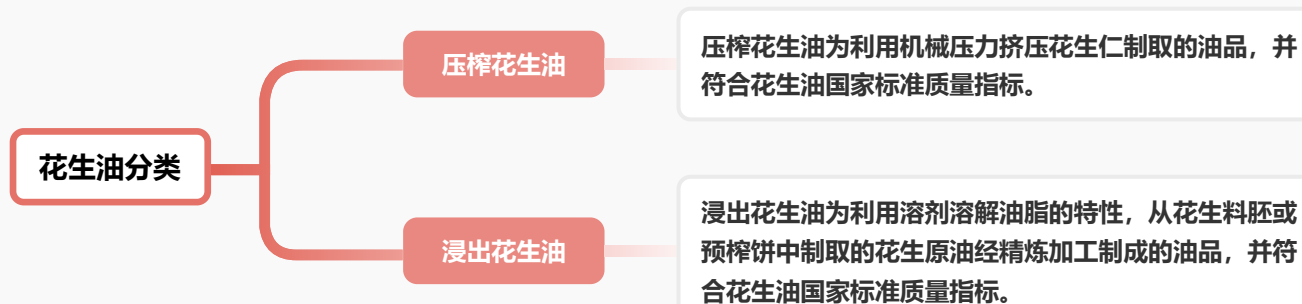 花生油分类
压榨花生油
压榨花生油为利用机械压力挤压花生仁制取的油品，并
符合花生油国家标准质量指标。
浸出花生油
浸出花生油为利用溶剂溶解油脂的特性，从花生料胚或
预榨饼中制取的花生原油经精炼加工制成的油品，并符
合花生油国家标准质量指标。